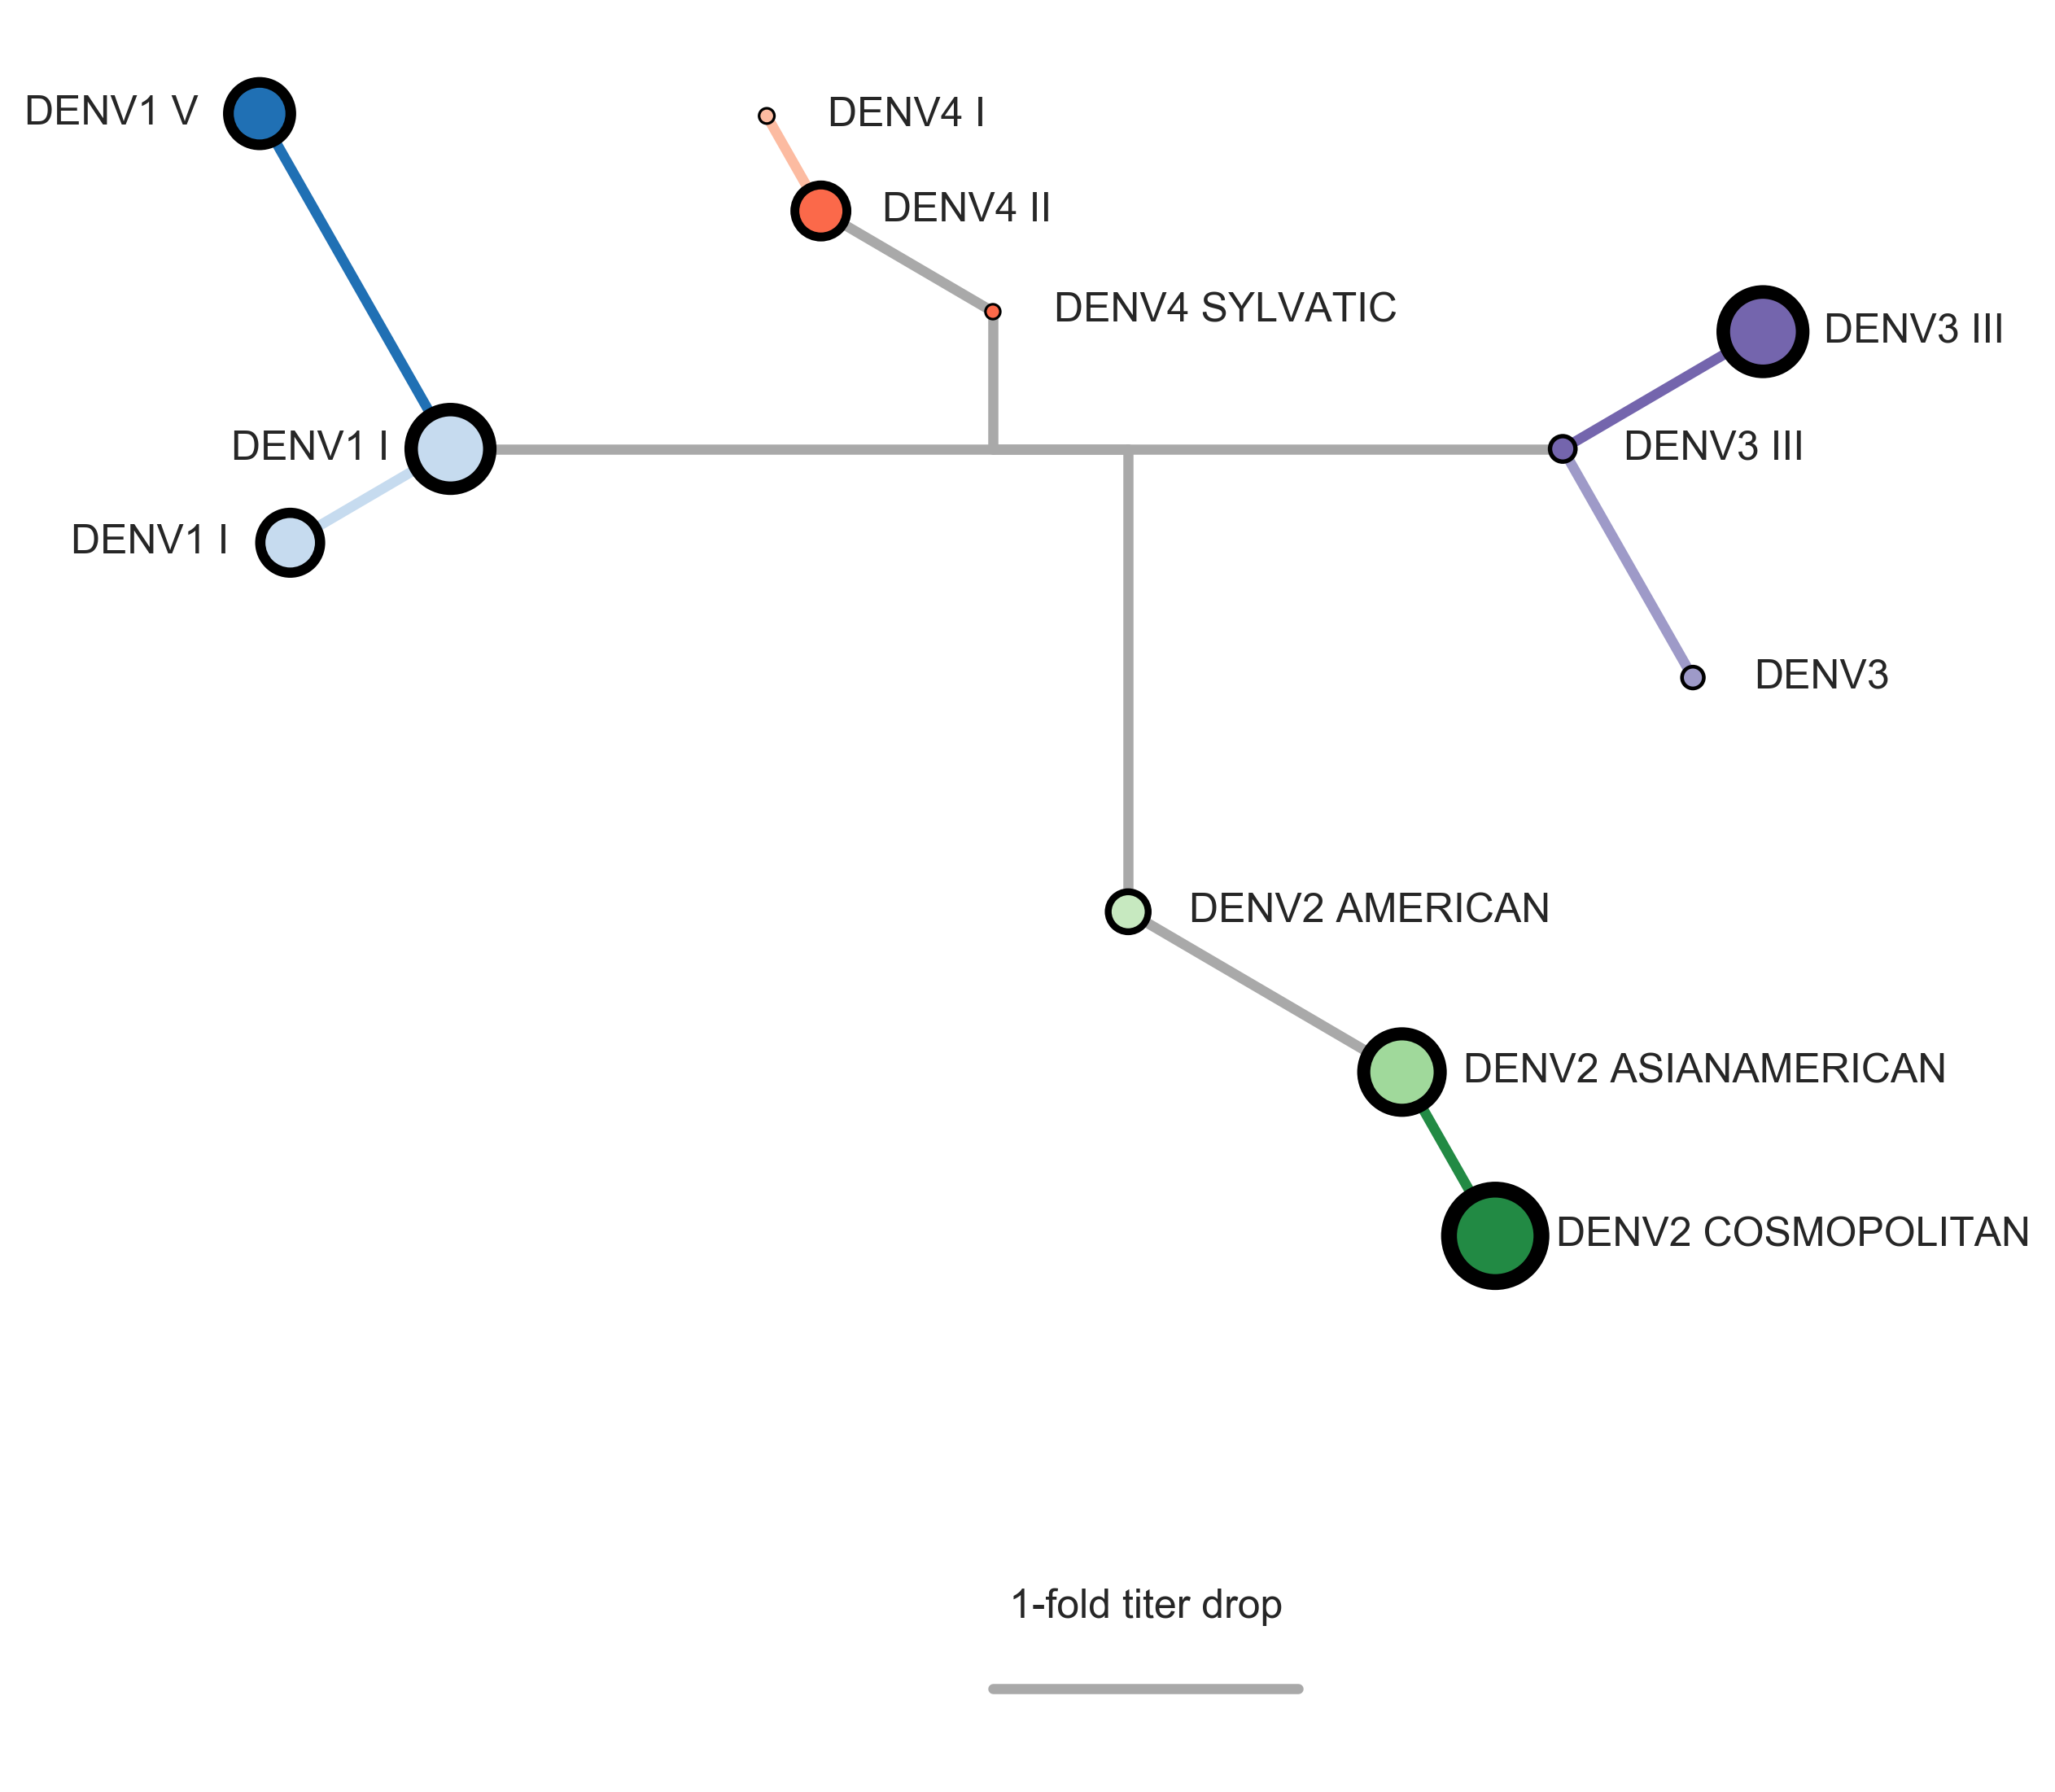 DENV1 V
DENV4 I
DENV4 II
DENV4 SYLVATIC
DENV3 III
DENV1 I
DENV3 III
DENV1 I
DENV3
DENV2 AMERICAN
DENV2 ASIANAMERICAN
DENV2 COSMOPOLITAN
1-fold titer drop